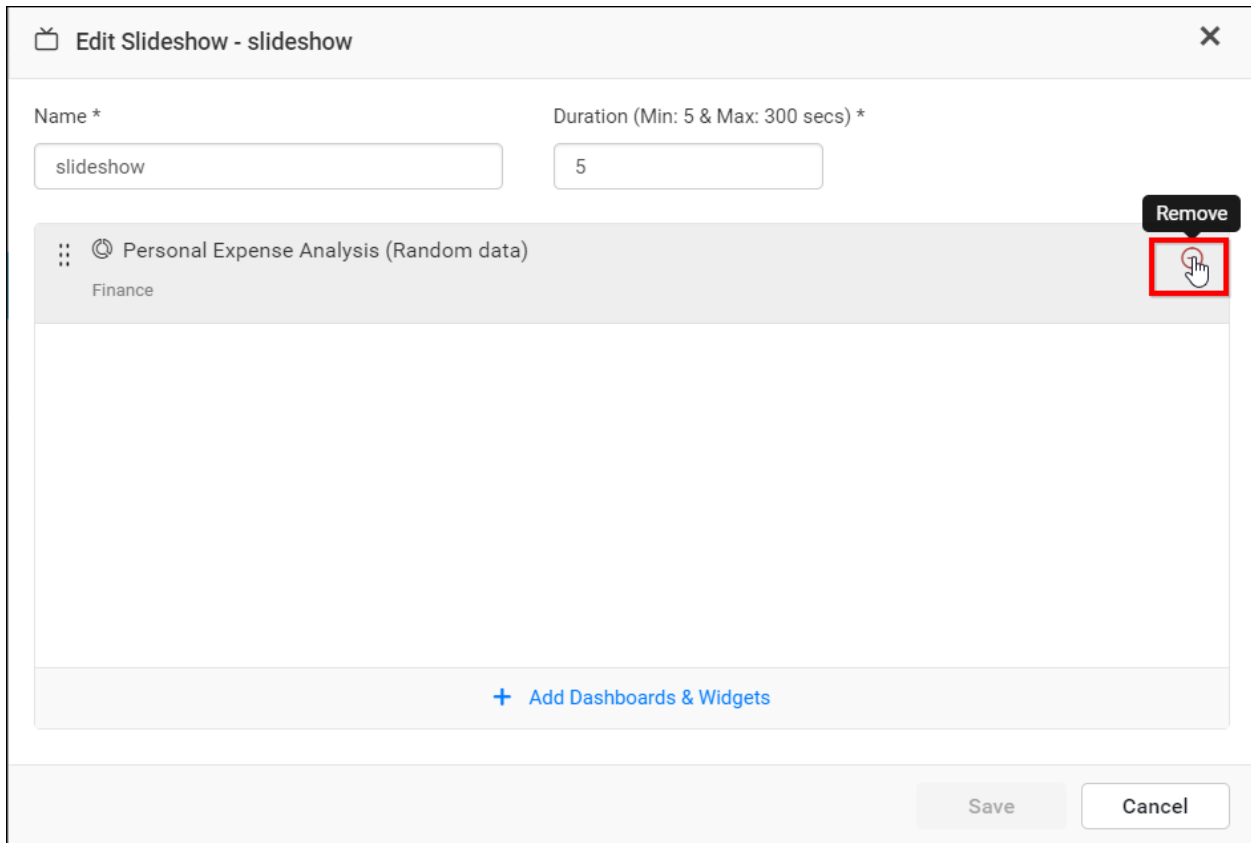 Edit Slideshow - slideshow
Name *
Duration (Min: 5 & Max: 300 secs) *
slideshow
5
Remove
Personal Expense Analysis (Random data)
Finance
+ Add Dashboards & Widgets
Save
Cancel